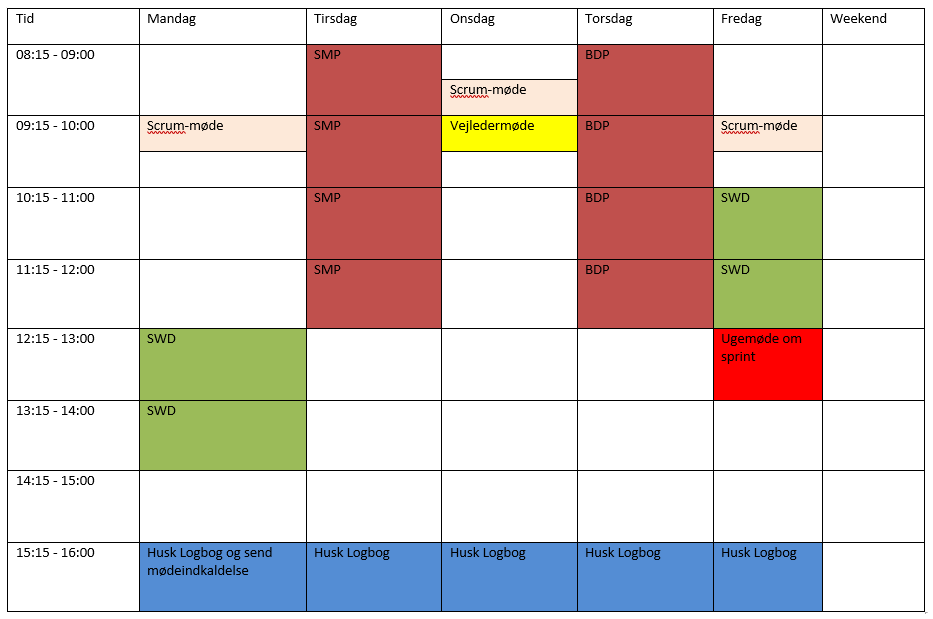 Tid Mandag Tirsdag Onsdag Torsdag Fredag Weekend
08:15 - 09:00 SMP BDP
Scrum-møde
09:15 - 10:00 Scrum-møde SMP Vejledermøde BDP Scrum-møde
10:15 - 11:00 SMP BDP SWD
11:15 - 12:00 SMP BDP SWD
12:15 - 13:00 SWD Ugemøde om
sprint
13:15 - 14:00 SWD
14:15 - 15:00
15:15 - 16:00 Husk Logbog og send Husk Logbog Husk Logbog Husk Logbog Husk Logbog
mødeindkaldelse